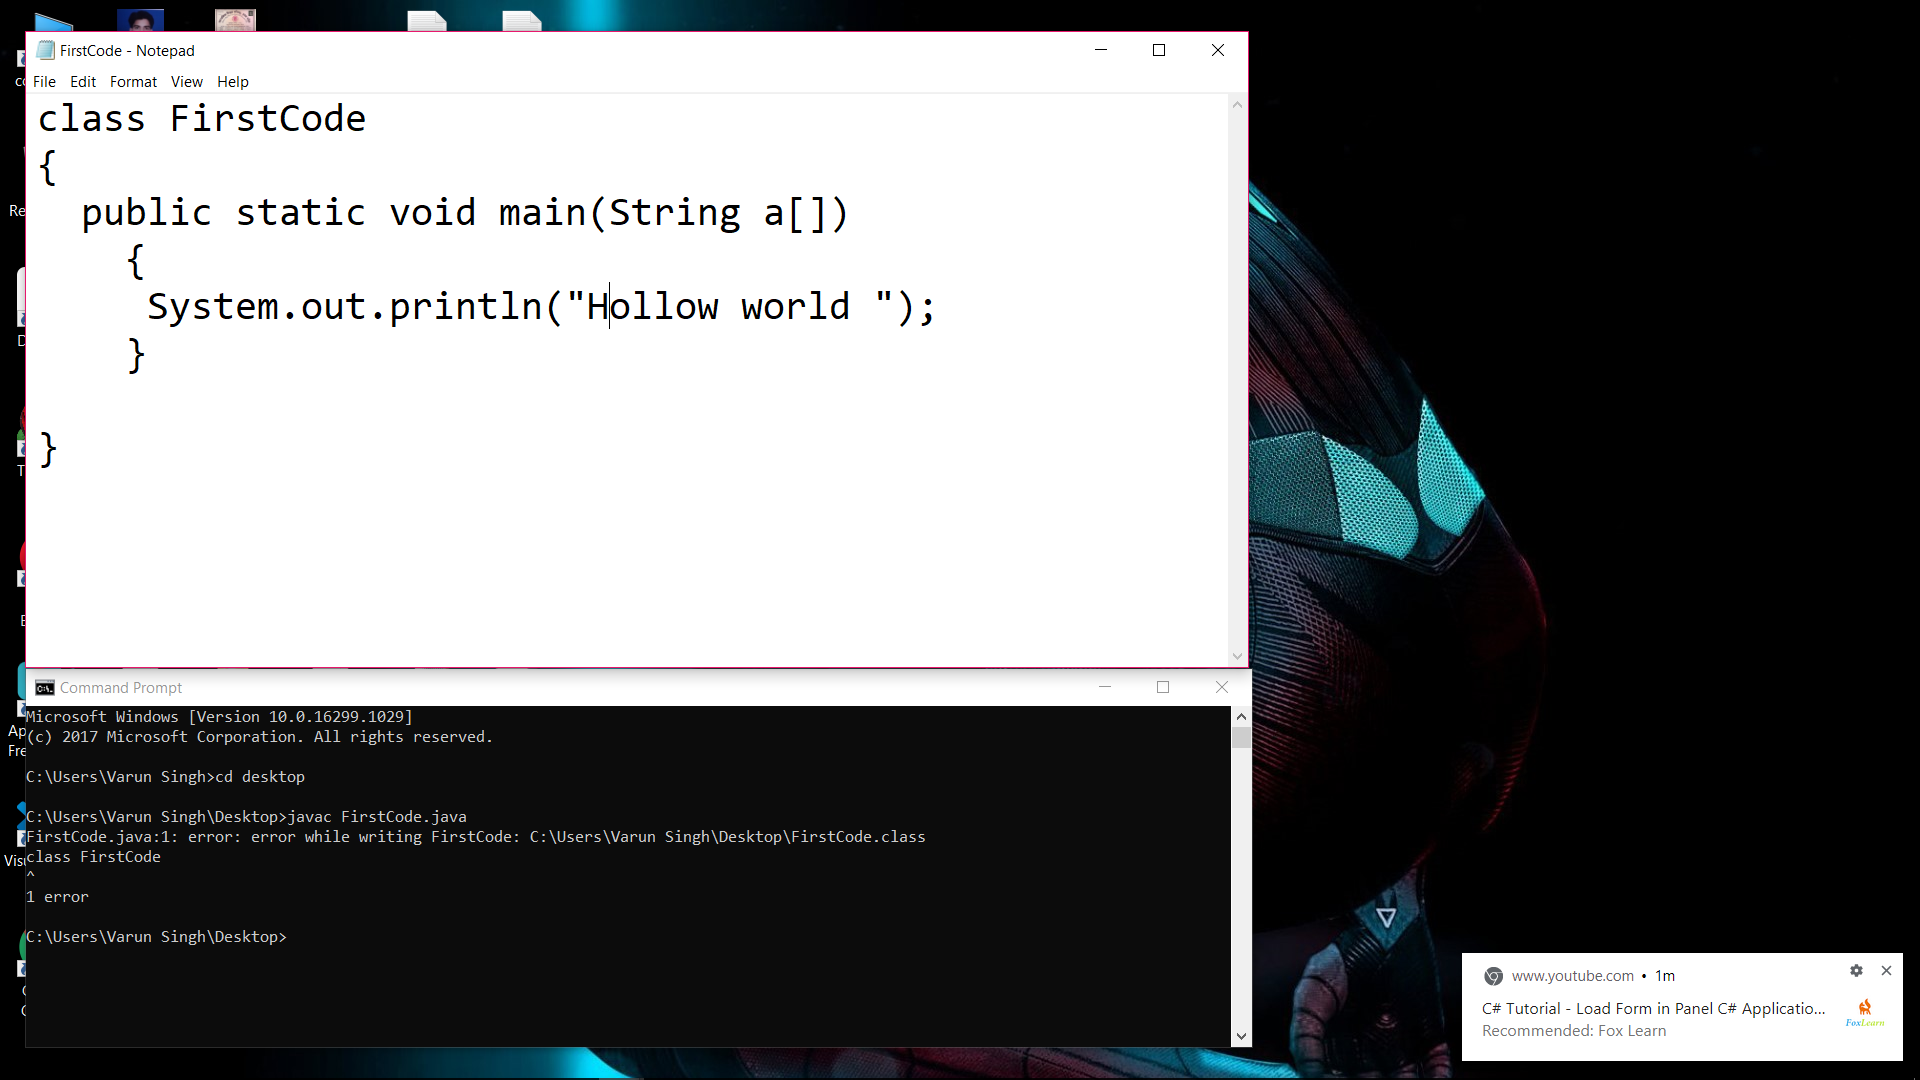 FirstCode - Notepad
File Edit Format View Help
class FirstCode
{
  public static void main(String a[])
    {
     System.out.println("Hollow world ");
    }

}
Command Prompt
Microsoft Windows [Version 10.0.16299.1029]
(c) 2017 Microsoft Corporation. All rights reserved.

C:\Users\Varun Singh>cd desktop

C:\Users\Varun Singh\Desktop>javac FirstCode.java
FirstCode.java:1: error: error while writing FirstCode: C:\Users\Varun Singh\Desktop\FirstCode.class
class FirstCode
^
1 error

C:\Users\Varun Singh\Desktop>
www.youtube.com • 1m
C# Tutorial - Load Form in Panel C# Applicatio...
Recommended: Fox Learn
FoxLearn